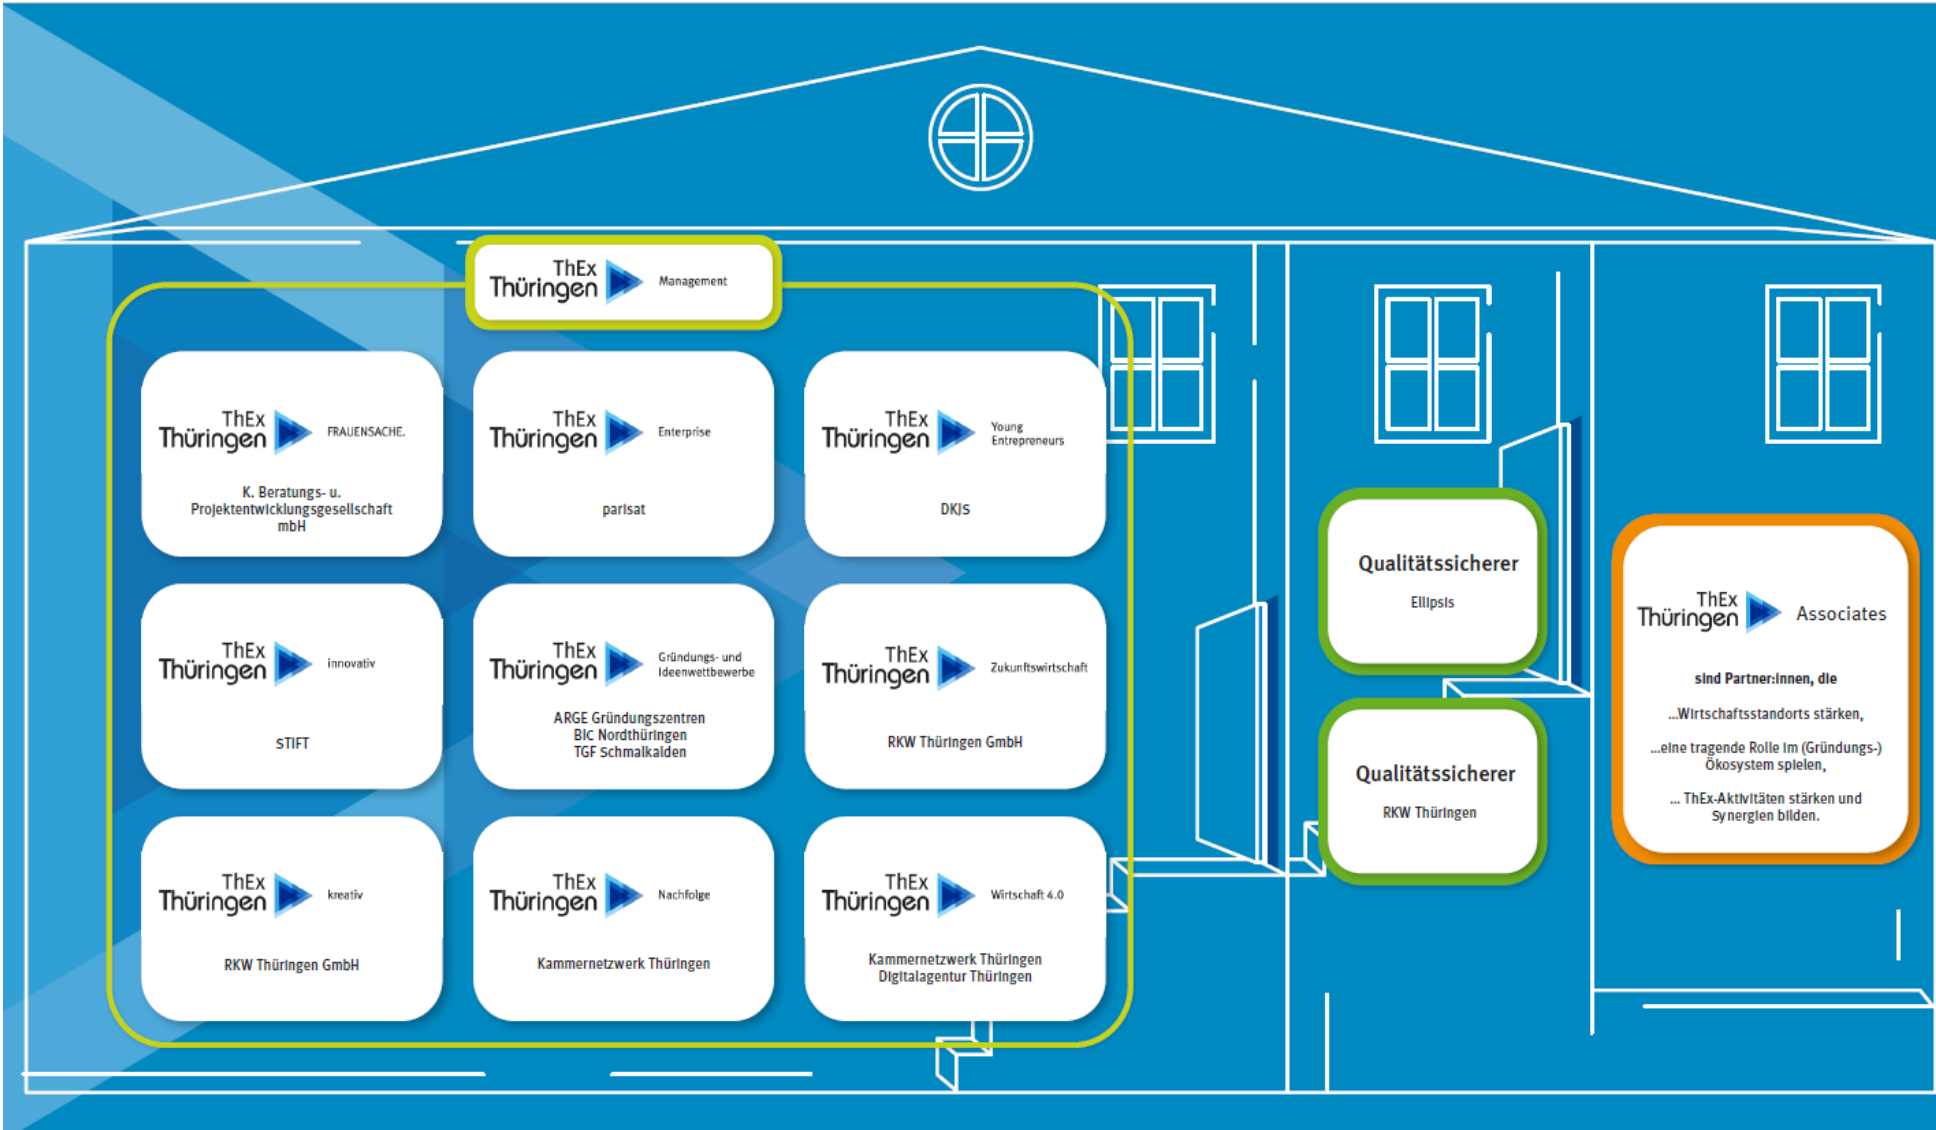 ThEx
Thüringen
Management
ThEx
Thüringen
FRAUENSACHE.
K. Beratungs- u.
Projektentwicklungsgesellschaft
mbH
ThEx
Thüringen
Enterprise
parisat
ThEx
Thüringen
Young
Entrepreneurs
DKJS
ThEx
Thüringen
innovativ
STIFT
ThEx
Thüringen
Gründungs- und
Ideenwettbewerbe
ARGE Gründungszentren
BIC Nordthüringen
TGF Schmalkalden
ThEx
Thüringen
Zukunftswirtschaft
RKW Thüringen GmbH
ThEx
Thüringen
kreativ
RKW Thüringen GmbH
ThEx
Thüringen
Nachfolge
Kammernetzwerk Thüringen
ThEx
Thüringen
Wirtschaft 4.0
Kammernetzwerk Thüringen
Digitalagentur Thüringen
Qualitätssicherer
Ellipsis
Qualitätssicherer
RKW Thüringen
ThEx
Thüringen
Associates
sind Partner:innen, die
...Wirtschaftsstandorts stärken,
...eine tragende Rolle im (Gründungs-)
Ökosystem spielen,
... ThEx-Aktivitäten stärken und
Synergien bilden.